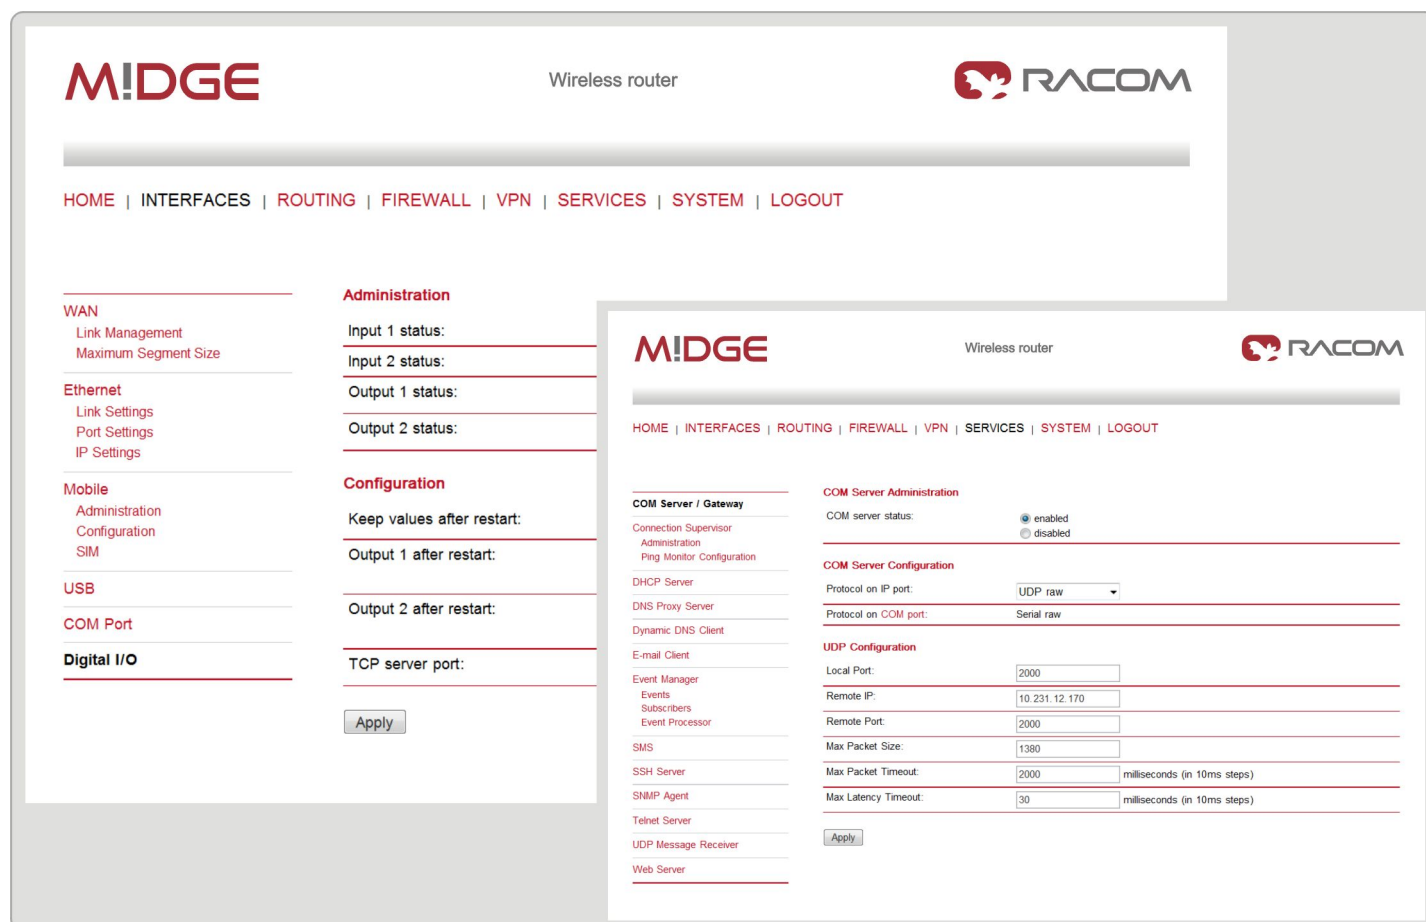 M!DGE
Wireless router
RACOM
HOME | INTERFACES | ROUTING | FIREWALL | VPN | SERVICES | SYSTEM | LOGOUT
WAN
Link Management
Maximum Segment Size
Ethernet
Link Settings
Port Settings
IP Settings
Mobile
Administration
Configuration
SIM
USB
COM Port
Digital I/O
Administration
Input 1 status:
Input 2 status:
Output 1 status:
Output 2 status:
Configuration
Keep values after restart:
Output 1 after restart:
Output 2 after restart:
TCP server port:
Apply
M!DGE
Wireless router
RACOM
HOME | INTERFACES | ROUTING | FIREWALL | VPN | SERVICES | SYSTEM | LOGOUT
COM Server / Gateway
Connection Supervisor
Administration
Ping Monitor Configuration
DHCP Server
DNS Proxy Server
Dynamic DNS Client
E-mail Client
Event Manager
Events
Subscribers
Event Processor
SMS
SSH Server
SNMP Agent
Telnet Server
UDP Message Receiver
Web Server
COM Server Administration
COM server status: enabled
disabled
COM Server Configuration
Protocol on IP port: UDP raw
Protocol on COM port: Serial raw
UDP Configuration
Local Port: 2000
Remote IP: 10.231.12.170
Remote Port: 2000
Max Packet Size: 1380
Max Packet Timeout: 2000 milliseconds (in 10ms steps)
Max Latency Timeout: 30 milliseconds (in 10ms steps)
Apply